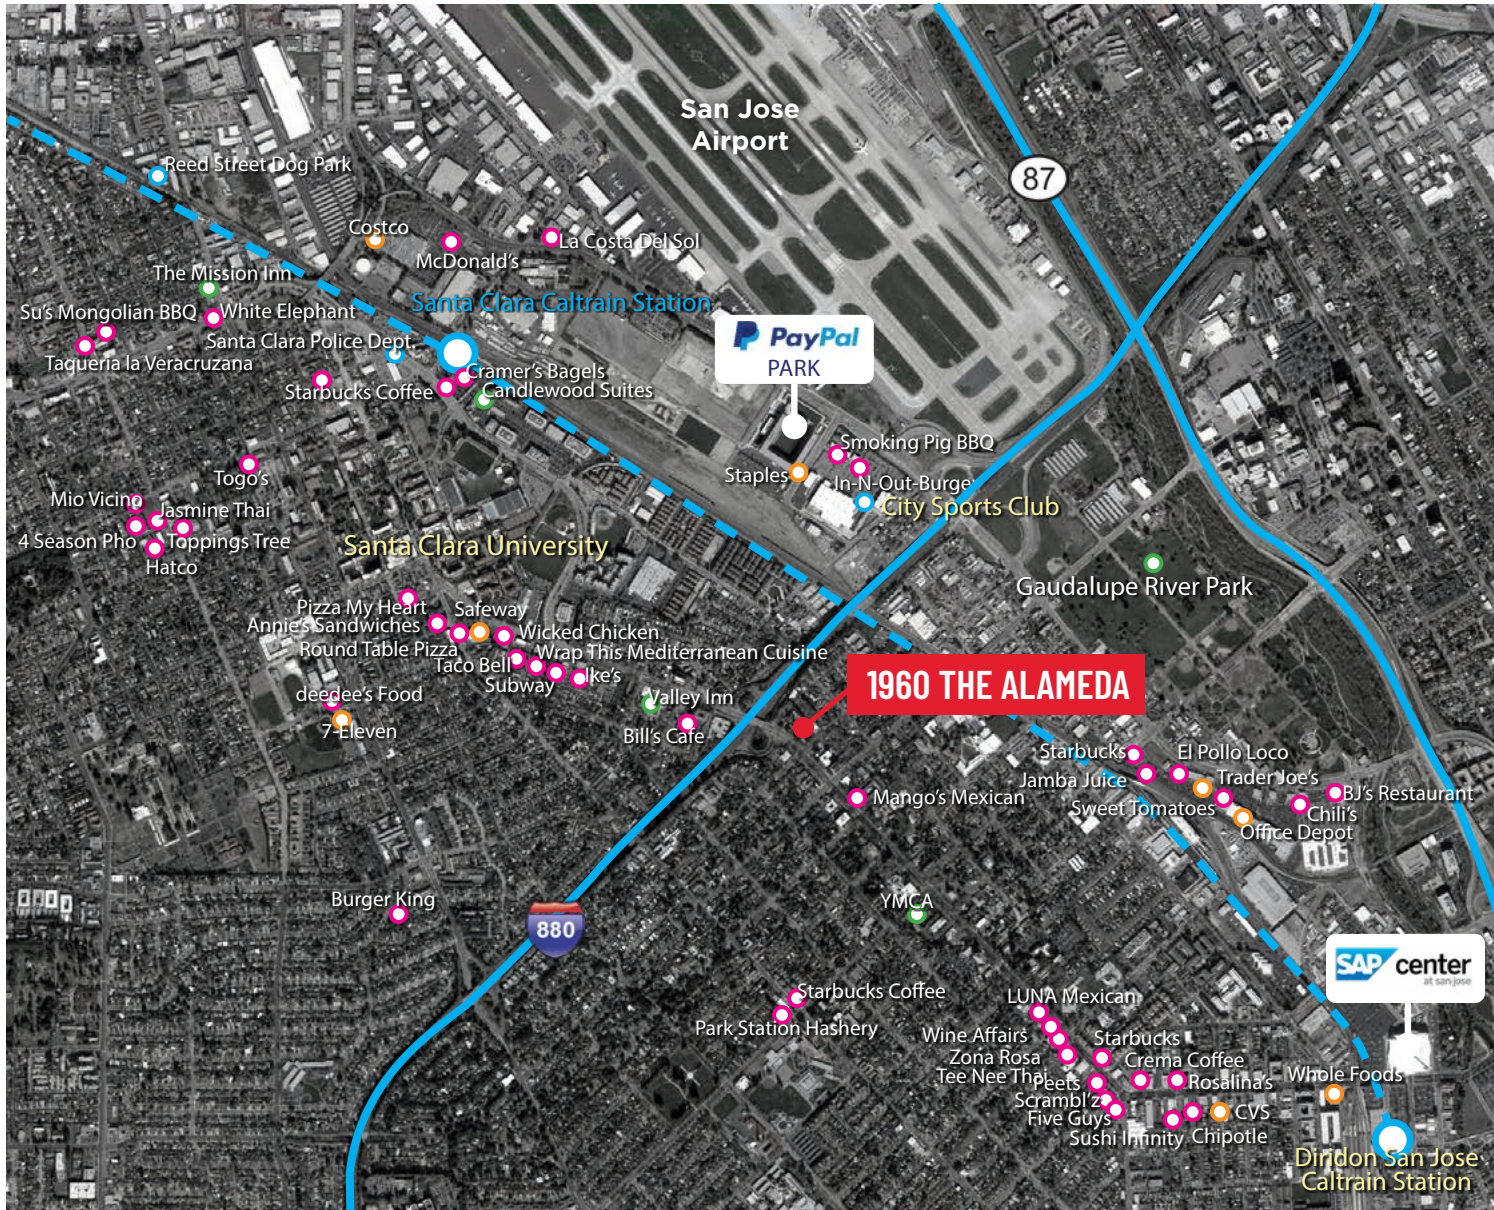 San Jose
Airport
87
Reed Street Dog Park
Costco
McDonald's
La Costa Del Sol
The Mission Inn
Santa Clara Caltrain Station
Su's Mongolian BBQ
White Elephant
Santa Clara Police Dept.
Taqueria la Veracruzana
PayPal
PARK
Cramer's Bagels
Starbucks Coffee
Candlewood Suites
Smoking Pig BBQ
Togo's
Staples
In-N-Out-Burger
City Sports Club
Mio Vicino
Jasmine Thai
4 Season Pho
Toppings Tree
Hatco
Santa Clara University
Gaudalupe River Park
Pizza My Heart
Safeway
Annie's Sandwiches
Wicked Chicken
Round Table Pizza
Wrap This Mediterranean Cuisine
Taco Bell
Subway
Ike's
1960 THE ALAMEDA
deedee's Food
7-Eleven
Valley Inn
Bill's Cafe
Starbucks
El Pollo Loco
Jamba Juice
Trader Joe's
Sweet Tomatoes
BJ's Restaurant
Chili's
Office Depot
Mango's Mexican
Burger King
880
YMCA
SAP center
at san jose
Starbucks Coffee
Park Station Hashery
LUNA Mexican
Wine Affairs
Starbucks
Zona Rosa
Crema Coffee
Tee Nee Thai
Peets
Rosalina's
Whole Foods
Scrambl'z
Five Guys
CVS
Sushi Infinity
Chipotle
Diridon San Jose
Caltrain Station